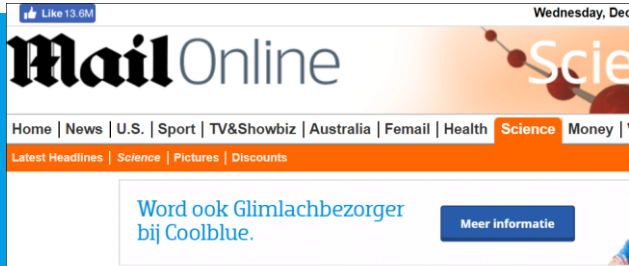 Like 13.6M
Wednesday, Dec
Mail Online
Scie
Home | News | U.S. | Sport | TV&Showbiz | Australia | Femail | Health Science Money |
Latest Headlines | Science | Pictures | Discounts
Word ook Glimlachbezorger
bij Coolblue.
Meer informatie